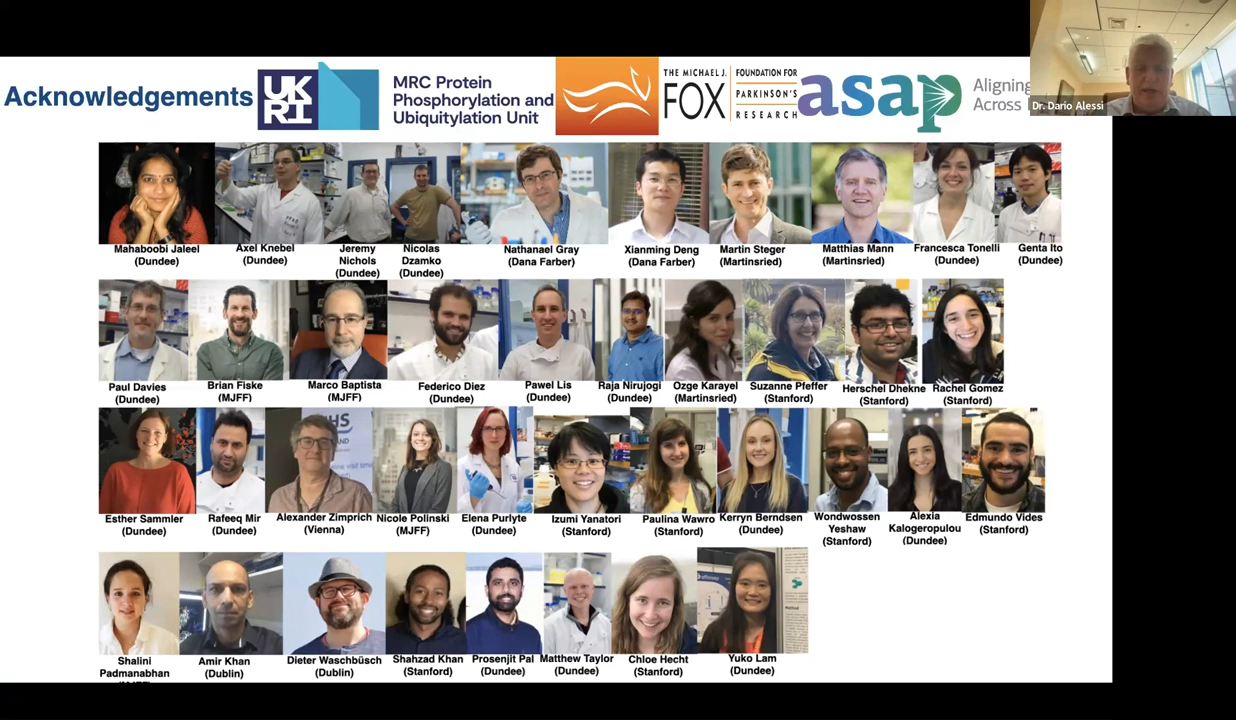 Acknowledgements
UK
RI
MRC Protein
Phosphorylation and
Ubiquitylation Unit
THE MICHAEL J.
FOX
FOUNDATION FOR
PARKINSON'S
RESEARCH
asap
Aligning
Across
Dr. Dario Alessi
Mahaboobi Jaleel
(Dundee)
Axel Knebel
(Dundee)
Jeremy
Nichols
(Dundee)
Nicolas
Dzamko
(Dundee)
Nathanael Gray
(Dana Farber)
Xianming Deng
(Dana Farber)
Martin Steger
(Martinsried)
Matthias Mann
(Martinsried)
Francesca Tonelli
(Dundee)
Genta Ito
(Dundee)
Paul Davies
(Dundee)
Brian Fiske
(MJFF)
Marco Baptista
(MJFF)
Federico Diez
(Dundee)
Pawel Lis
(Dundee)
Raja Nirujogi
(Dundee)
Ozge Karayel
(Martinsried)
Suzanne Pfeffer
(Stanford)
Herschel Dhekne
(Stanford)
Rachel Gomez
(Stanford)
Esther Sammler
(Dundee)
Rafeeq Mir
(Dundee)
Alexander Zimprich
(Vienna)
Nicole Polinski
(MJFF)
Elena Purlyte
(Dundee)
Izumi Yanatori
(Stanford)
Paulina Wawro
(Stanford)
Kerryn Berndsen
(Dundee)
Wondwossen
Yeshaw
(Stanford)
Alexia
Kalogeropulou
(Dundee)
Edmundo Vides
(Stanford)
Shalini
Padmanabhan
Amir Khan
(Dublin)
Dieter Waschbüsch
(Dublin)
Shahzad Khan
(Stanford)
Prosenjit Pal
(Dundee)
Matthew Taylor
(Dundee)
Chloe Hecht
(Stanford)
Yuko Lam
(Dundee)